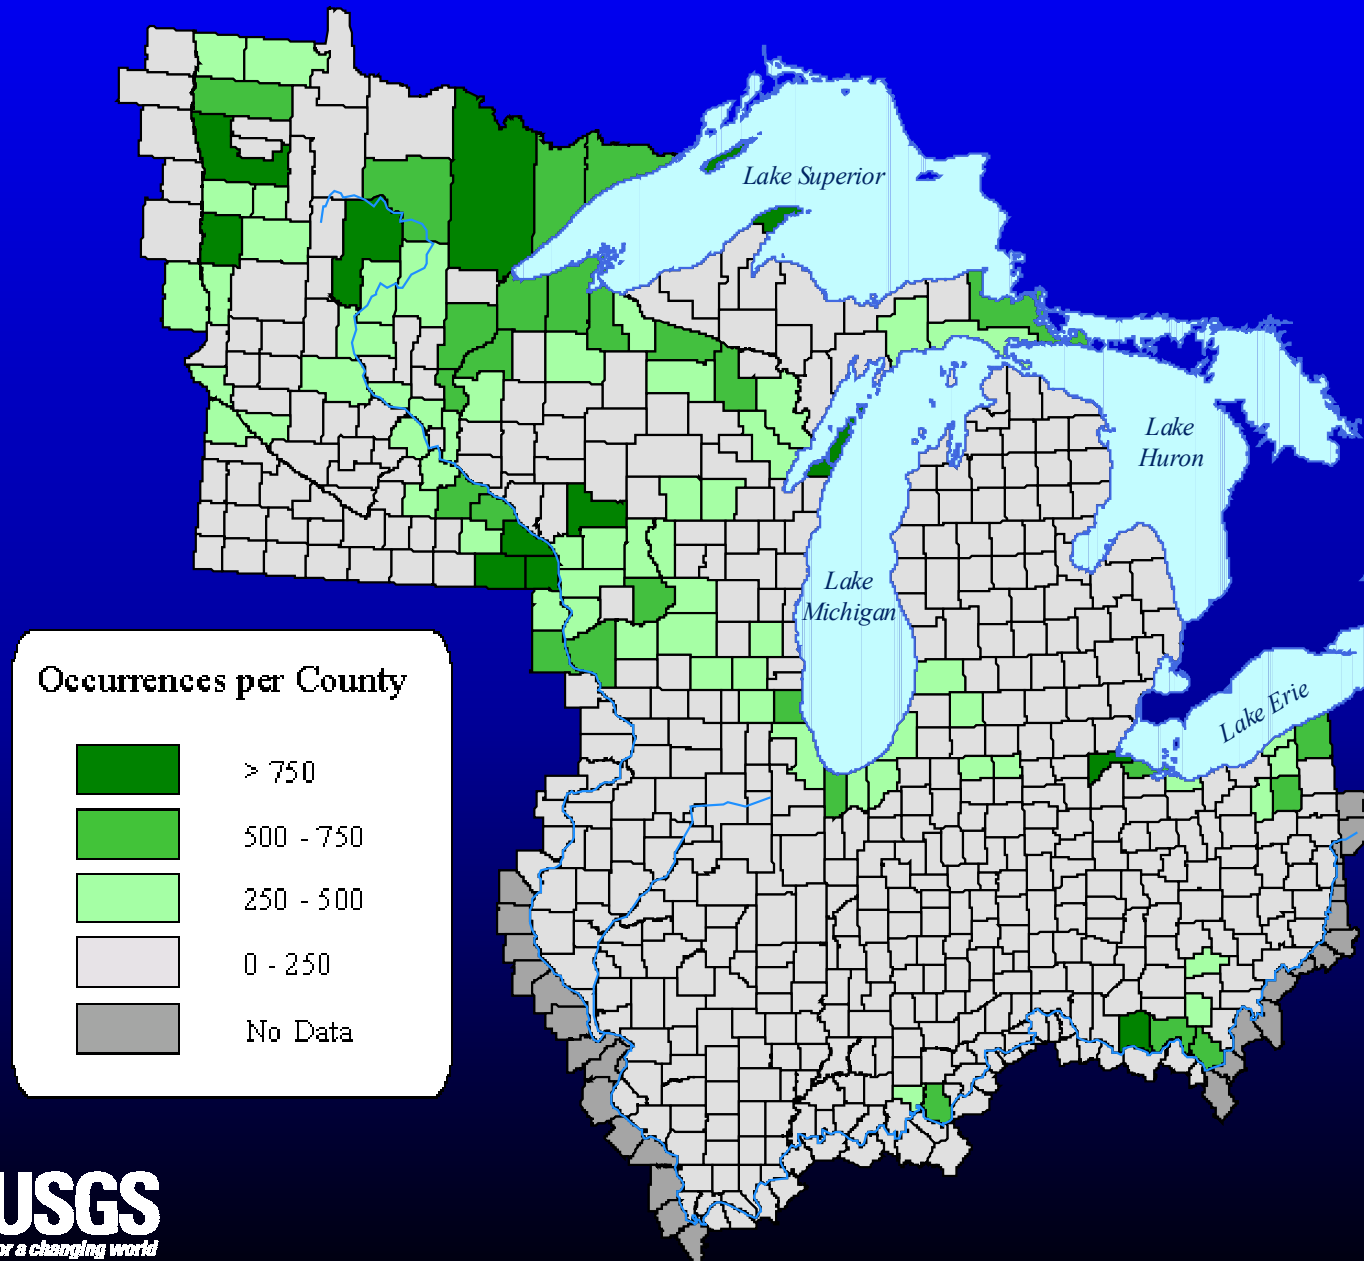 Lake Superior
Lake
Huron
Lake
Michigan
Lake Erie
Occurrences per County
> 750
500 - 750
250 - 500
0 - 250
No Data
USGS
or a changing world